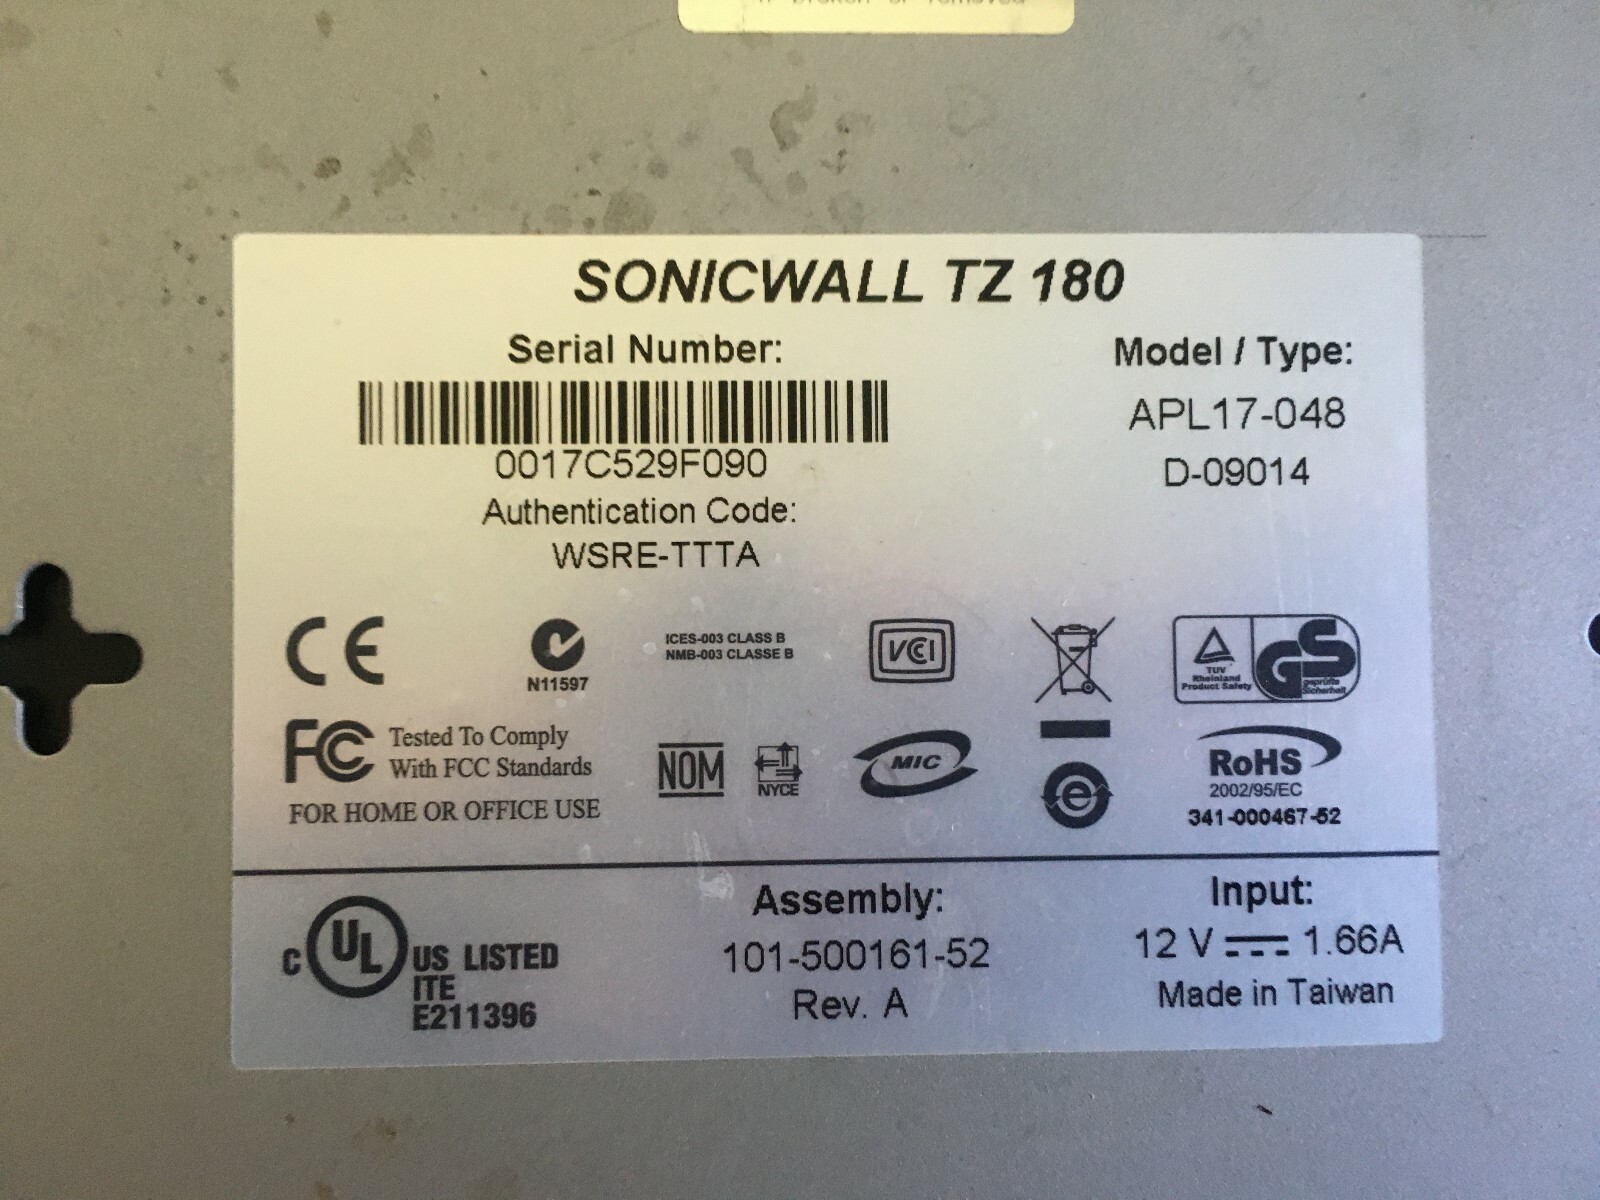 or removed
SONICWALL TZ 180
Serial Number:
0017C529F090
Authentication Code:
WSRE-TTTA
Model / Type:
APL17-048
D-09014
CE
N11597
ICES-003 CLASS B
NMB-003 CLASSE B
VCI
TUV
Rheinland
Product Safety
GS
geprüfte
Sicherheit
FC
Tested To Comply
With FCC Standards
FOR HOME OR OFFICE USE
NOM
NYCE
MIC
e
RoHS
2002/95/EC
341-000467-52
c UL US LISTED
ITE
E211396
Assembly:
101-500161-52
Rev. A
Input:
12 V 1.66A
Made in Taiwan